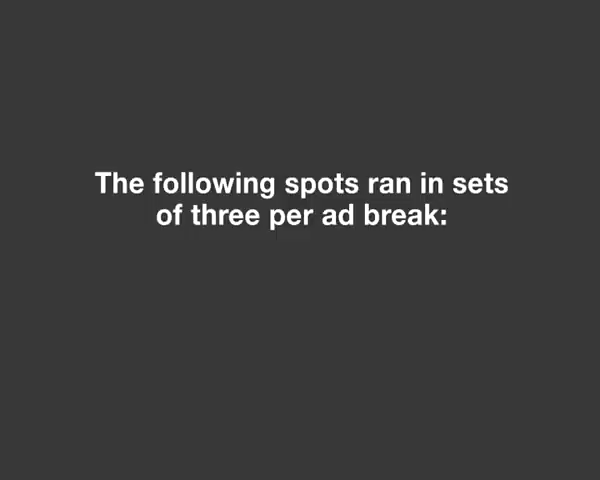 The following spots ran in sets
of three per ad break: